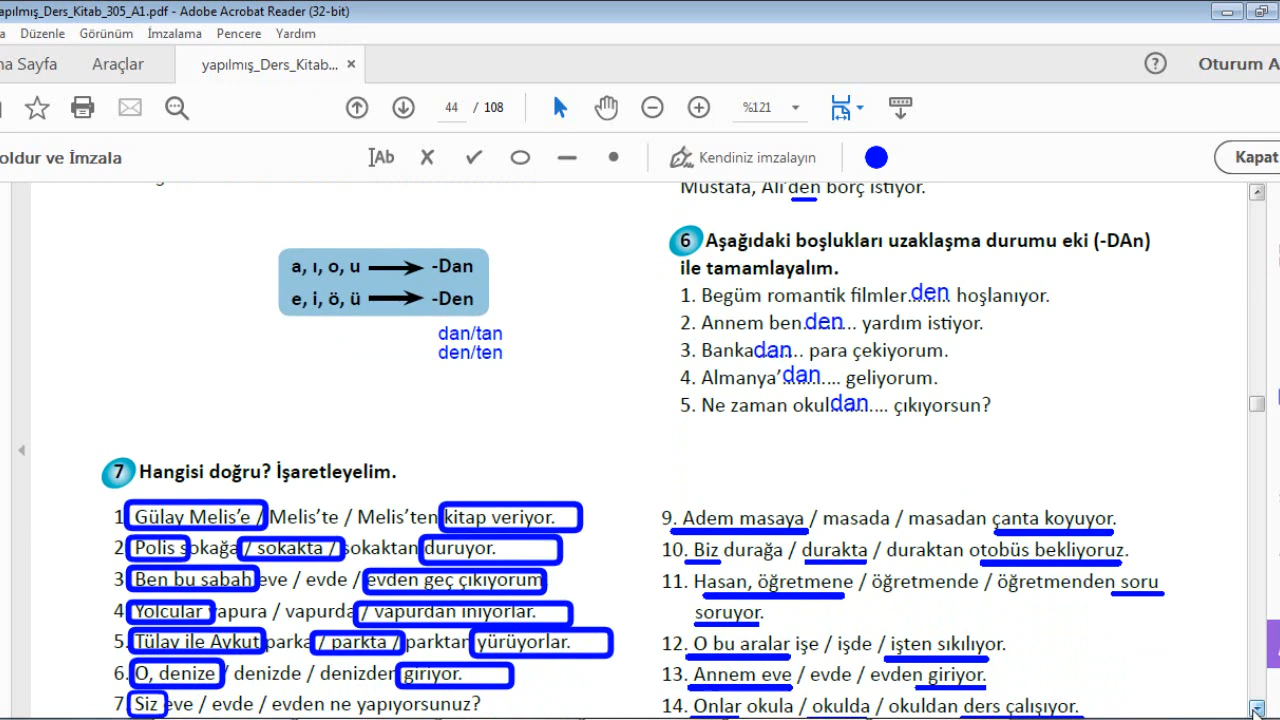 apılmış_Ders_Kitab_305_A1.pdf - Adobe Acrobat Reader (32-bit)
a Düzenle Görünüm İmzalama Pencere Yardım
na Sayfa Araçlar yapılmış_Ders_Kitab... × ? Oturum A
44 / 108 %121
oldur ve İmzala Ab Kendiniz imzalayın Kapat
Mustafa, Ali'den borç istiyor.
a, ı, o, u -Dan
e, i, ö, ü -Den
dan/tan
den/ten
6 Aşağıdaki boşlukları uzaklaşma durumu eki (-DAn)
ile tamamlayalım.
1. Begüm romantik filmler den hoşlanıyor.
2. Annem ben den yardım istiyor.
3. Banka dan para çekiyorum.
4. Almanya' dan geliyorum.
5. Ne zaman okul dan çıkıyorsun?
7 Hangisi doğru? İşaretleyelim.
1. Gülay Melis'e / Melis'te / Melis'ten kitap veriyor.
2. Polis sokağa / sokakta / sokaktan duruyor.
3. Ben bu sabah eve / evde / evden geç çıkıyorum.
4. Yolcular vapura / vapurda / vapurdan iniyorlar.
5. Tülay ile Aykut parka / parkta / parktan yürüyorlar.
6. O, denize / denizde / denizden giriyor.
7. Siz eve / evde / evden ne yapıyorsunuz?
9. Adem masaya / masada / masadan çanta koyuyor.
10. Biz durağa / durakta / duraktan otobüs bekliyoruz.
11. Hasan, öğretmene / öğretmende / öğretmenden soru
soruyor.
12. O bu aralar işe / işde / işten sıkılıyor.
13. Annem eve / evde / evden giriyor.
14. Onlar okula / okulda / okuldan ders çalışıyor.